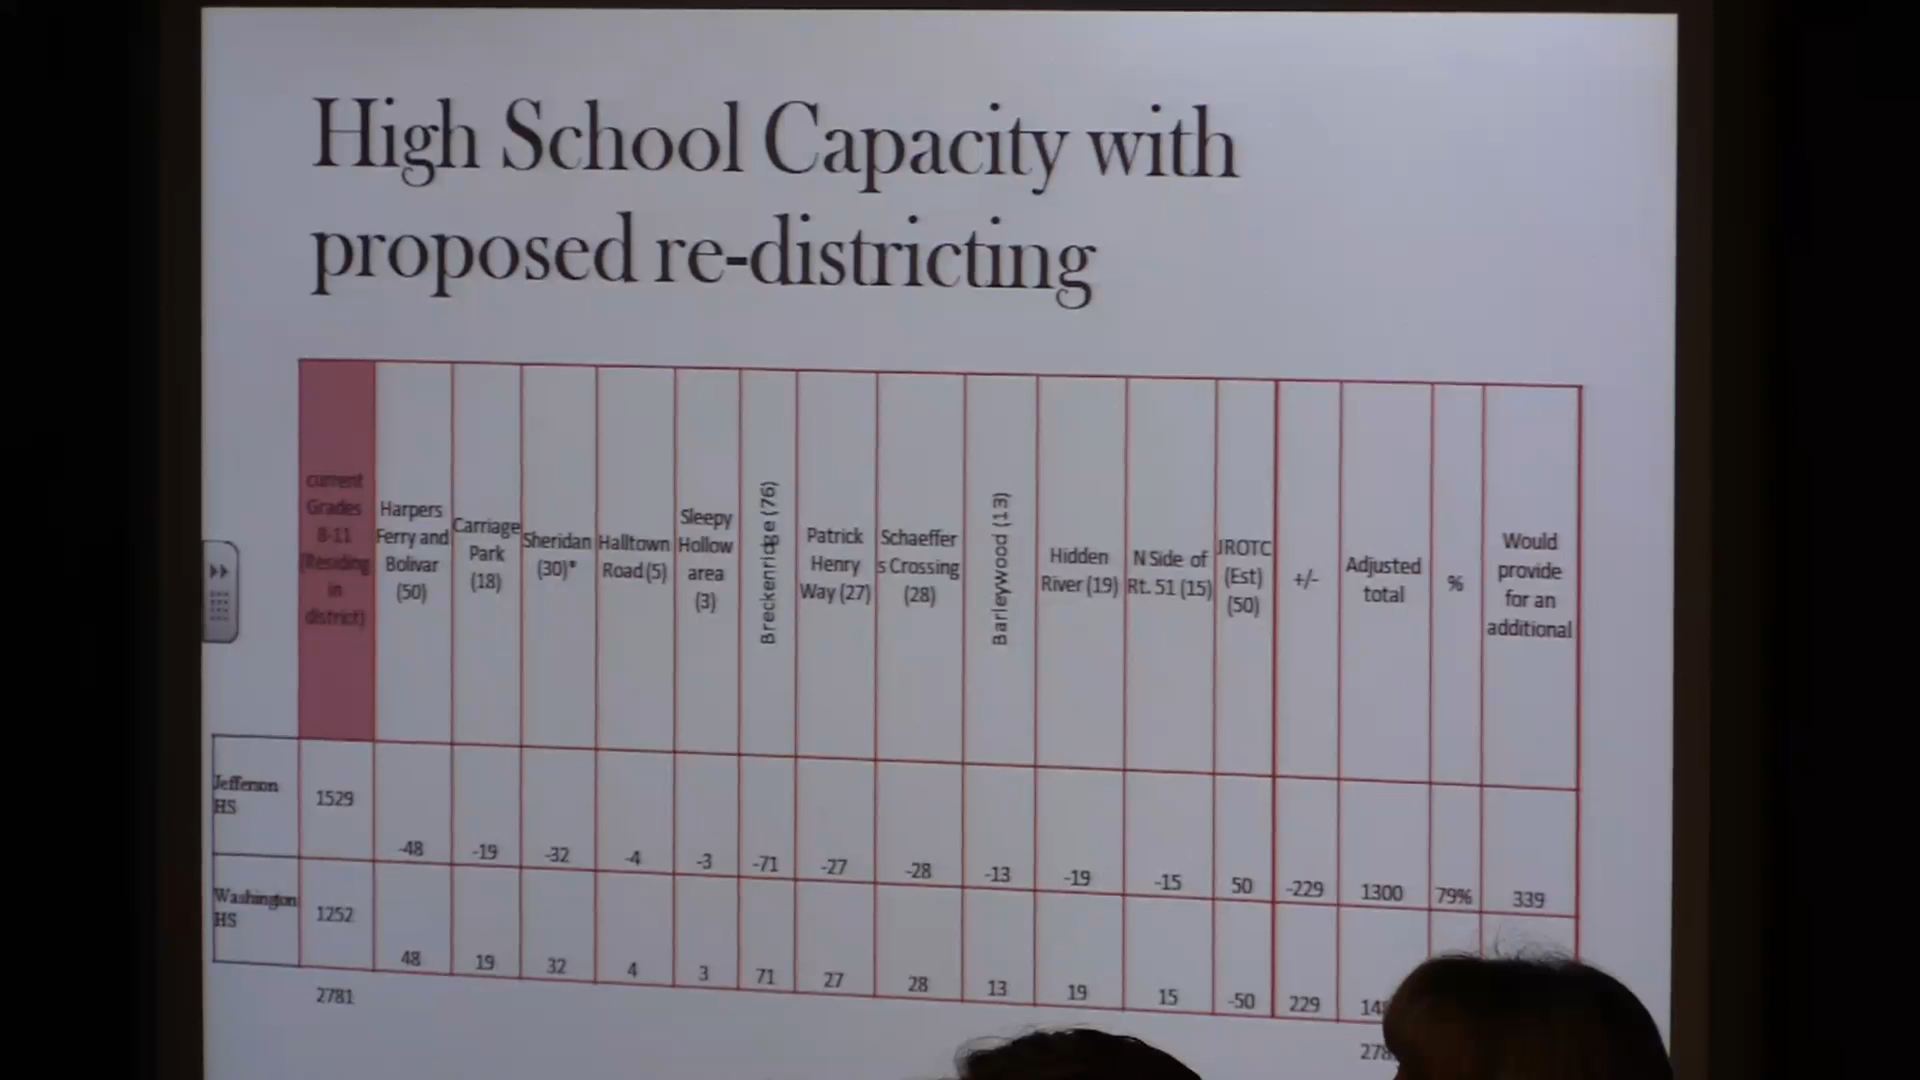 High School Capacity with
proposed re-districting
current
Grades
8-11
(Residing
in
district)
Harpers
Ferry and
Bolivar
(50)
Carriage
Park
(18)
Sheridan
(30)*
Halltown
Road (5)
Sleepy
Hollow
area
(3)
Breckenridge (76)
Patrick
Henry
Way (27)
Schaeffer
s Crossing
(28)
Barleywood (13)
Hidden
River (19)
N Side of
Rt. 51 (15)
JROTC
(Est)
(50)
+/-
Adjusted
total
%
Would
provide
for an
additional
Jefferson
HS
1529 -48 -19 -32 -4 -3 -71 -27 -28 -13 -19 -15 50 -229 1300 79% 339
Washington
HS
1252 48 19 32 4 3 71 27 28 13 19 15 -50 229
2781